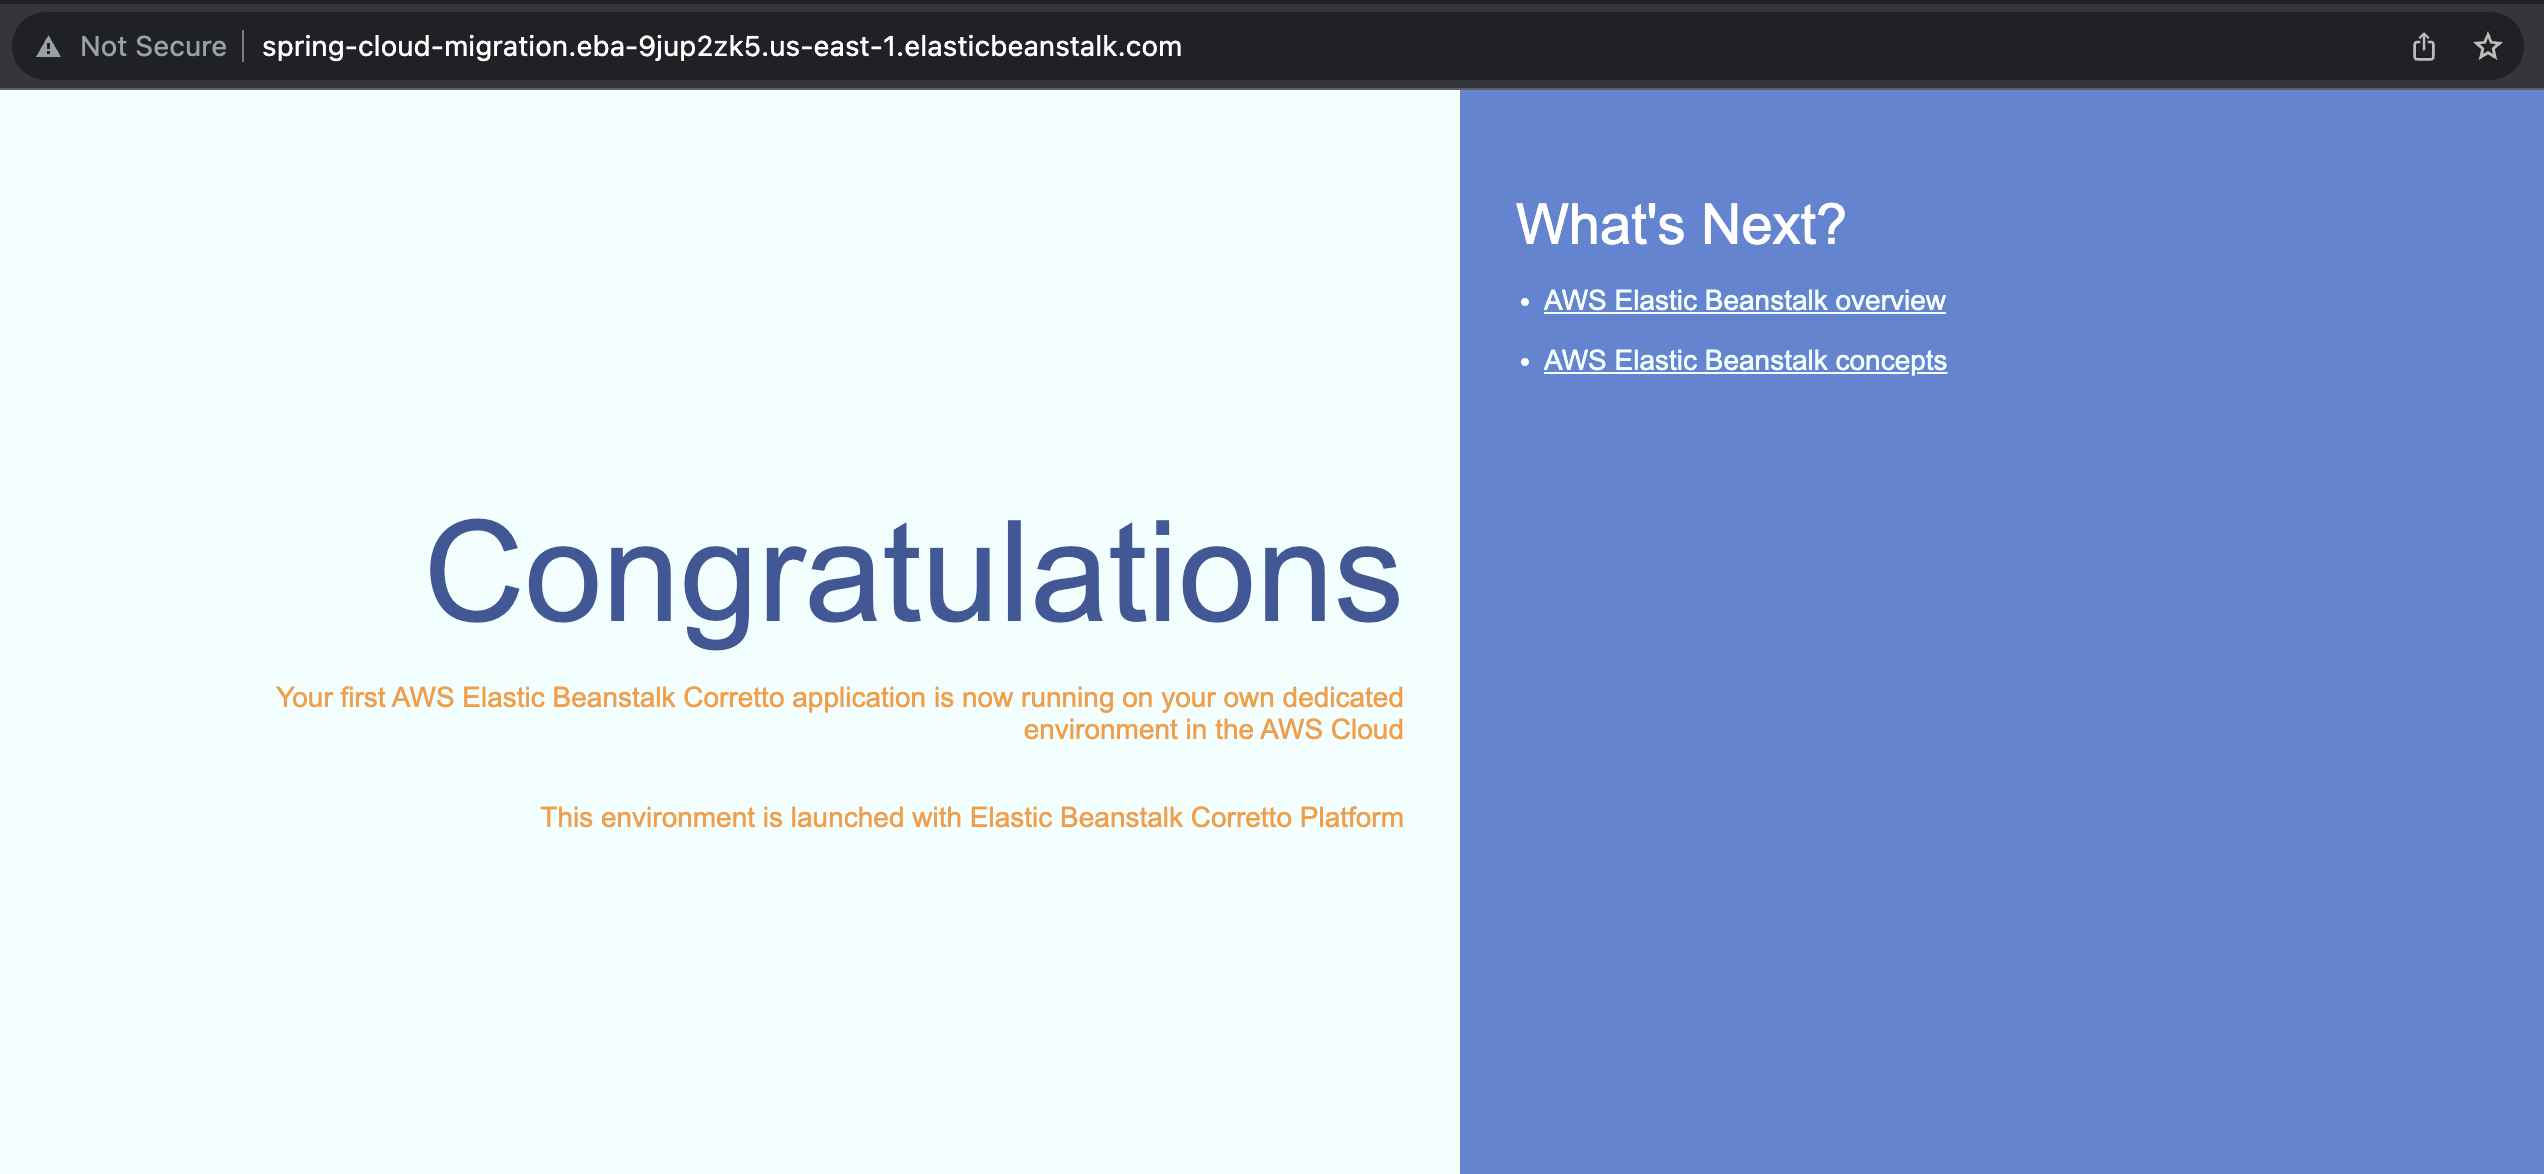 Not Secure
spring-cloud-migration.eba-9jup2zk5.us-east-1.elasticbeanstalk.com
Congratulations
Your first AWS Elastic Beanstalk Corretto application is now running on your own dedicated
environment in the AWS Cloud
This environment is launched with Elastic Beanstalk Corretto Platform
What's Next?
AWS Elastic Beanstalk overview
AWS Elastic Beanstalk concepts